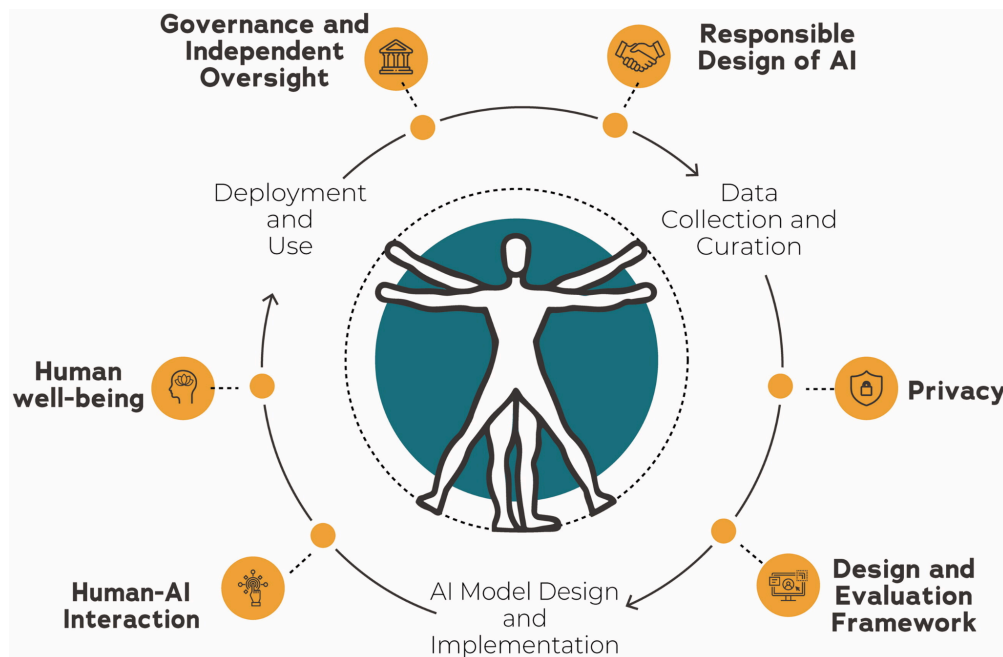 Governance and
Independent
Oversight
Responsible
Design of AI
Deployment
and
Use
Data
Collection and
Curation
Human
well-being
Privacy
Human-AI
Interaction
AI Model Design
and
Implementation
Design and
Evaluation
Framework